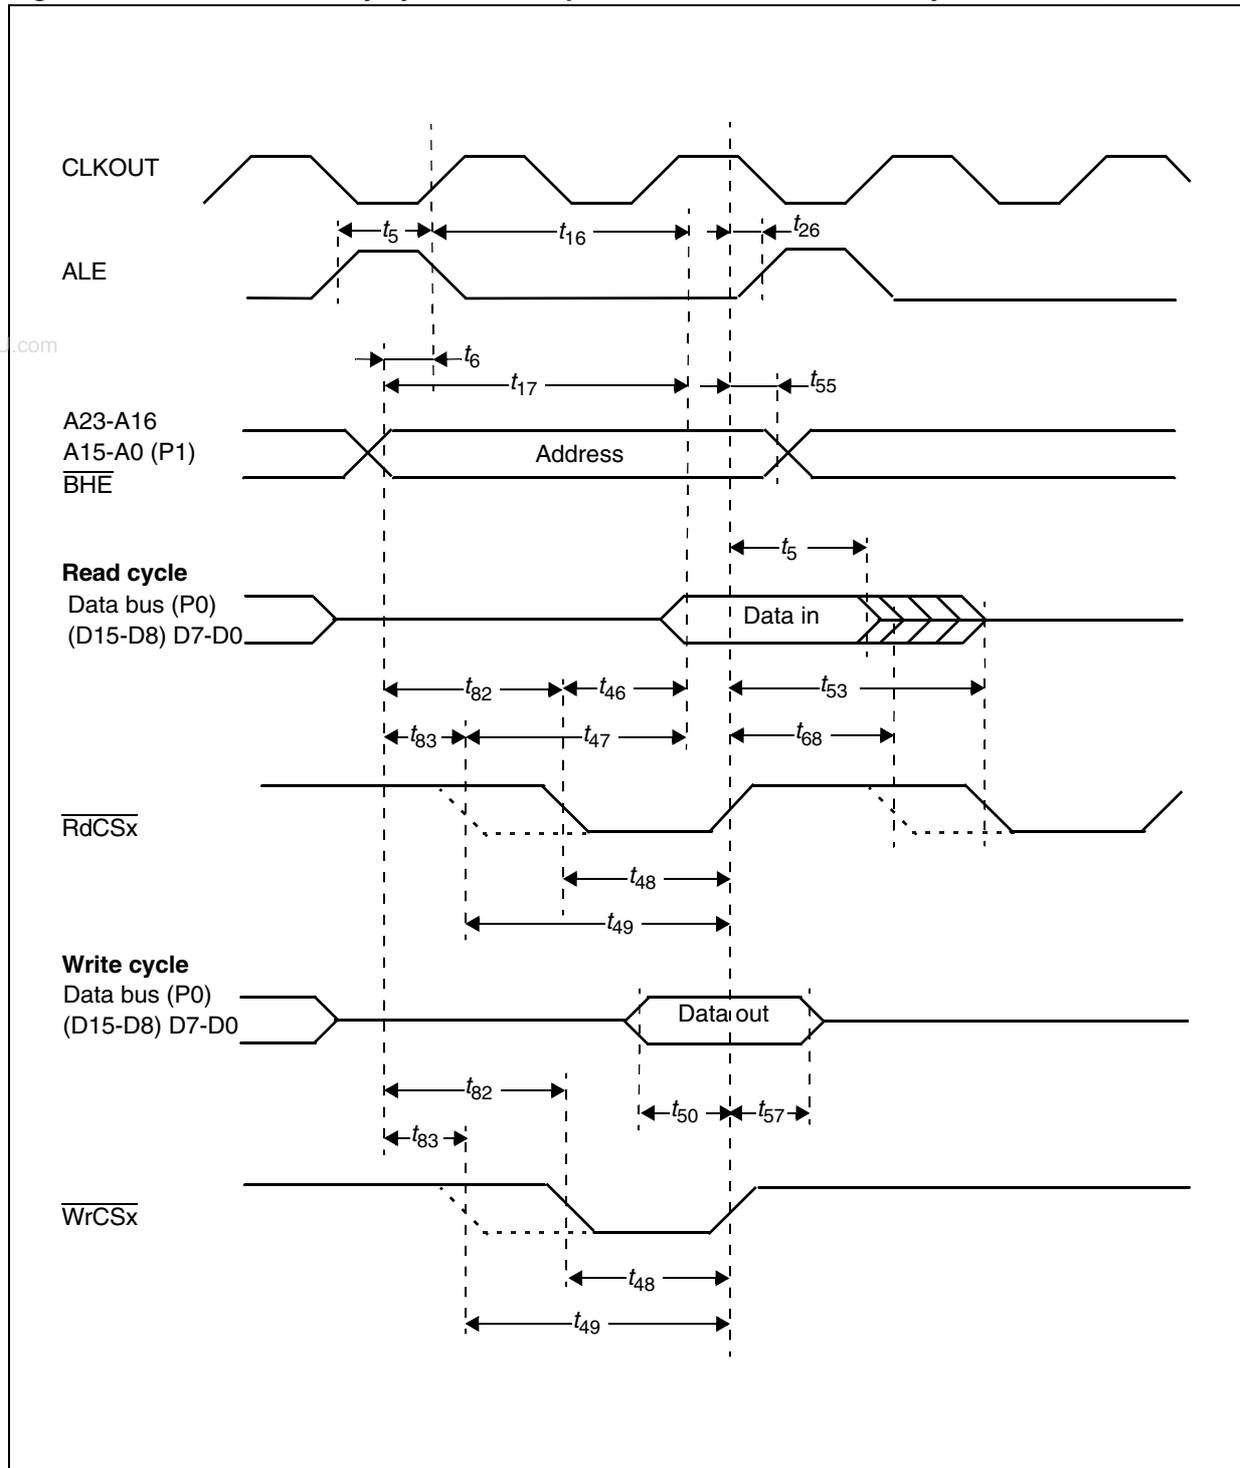 CLKOUT
t5
t16
t26
ALE
J.com
t6
t17
t55
A23-A16
A15-A0 (P1)
BHE
Address
t5
Read cycle
Data bus (P0)
(D15-D8) D7-D0
Data in
t82
t46
t53
t83
t47
t68
RdCSx
t48
t49
Write cycle
Data bus (P0)
(D15-D8) D7-D0
Data out
t82
t50
t57
t83
WrCSx
t48
t49